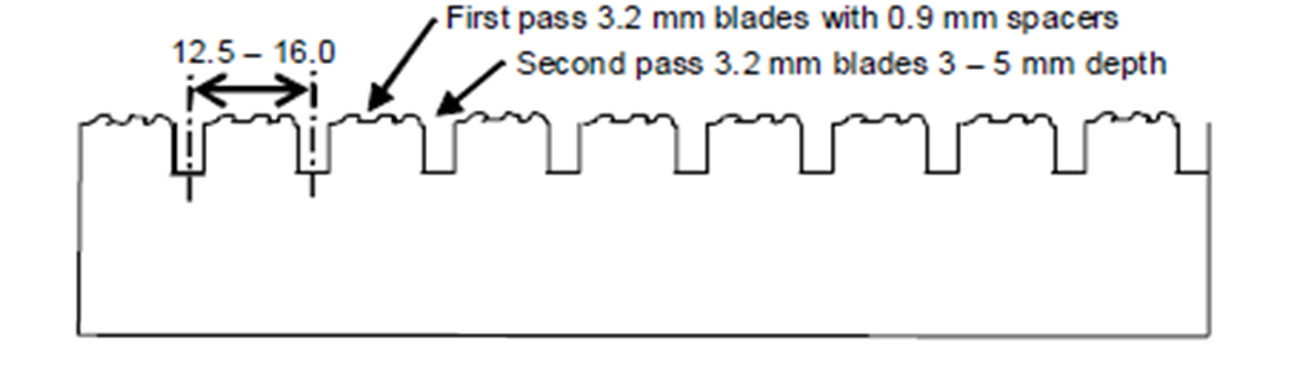 First pass 3.2 mm blades with 0.9 mm spacers
12.5 – 16.0
Second pass 3.2 mm blades 3 – 5 mm depth